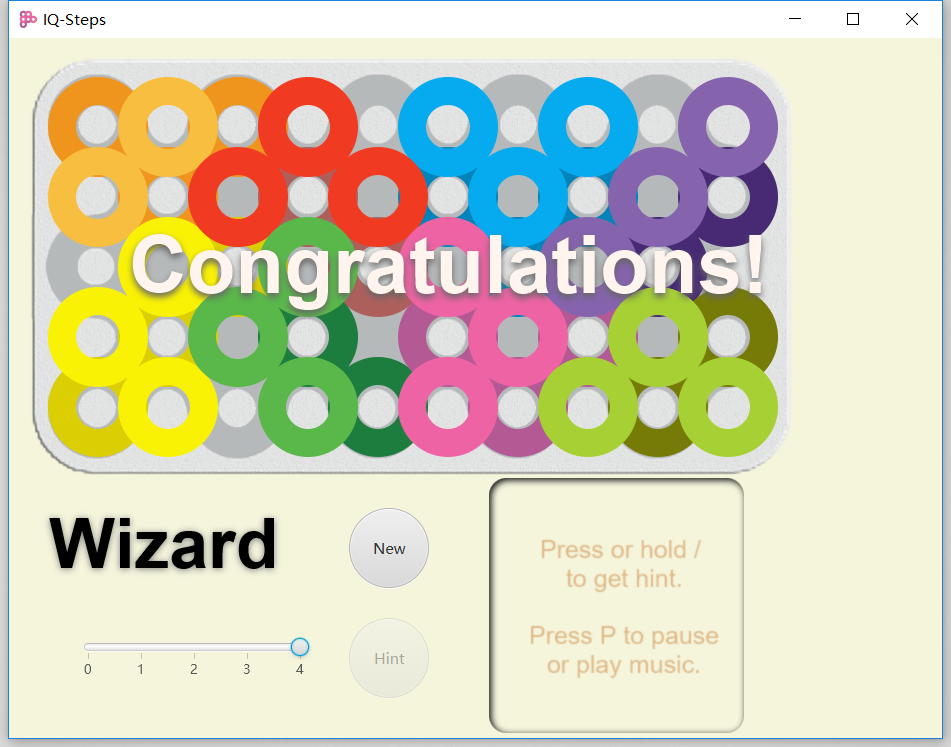 IQ-Steps
Congratulations!
Wizard
New
Press or hold /
to get hint.
Press P to pause
or play music.
0 1 2 3 4
Hint